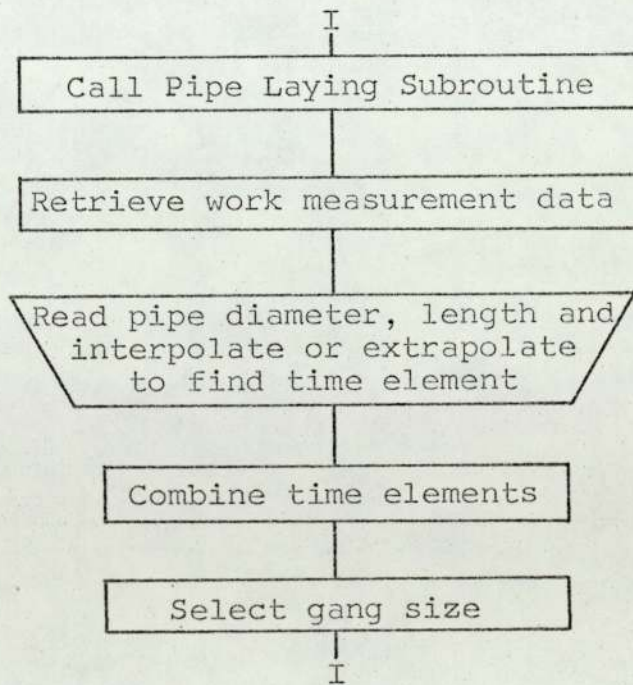 I
Call Pipe Laying Subroutine
Retrieve work measurement data
Read pipe diameter, length and
interpolate or extrapolate
to find time element
Combine time elements
Select gang size
I